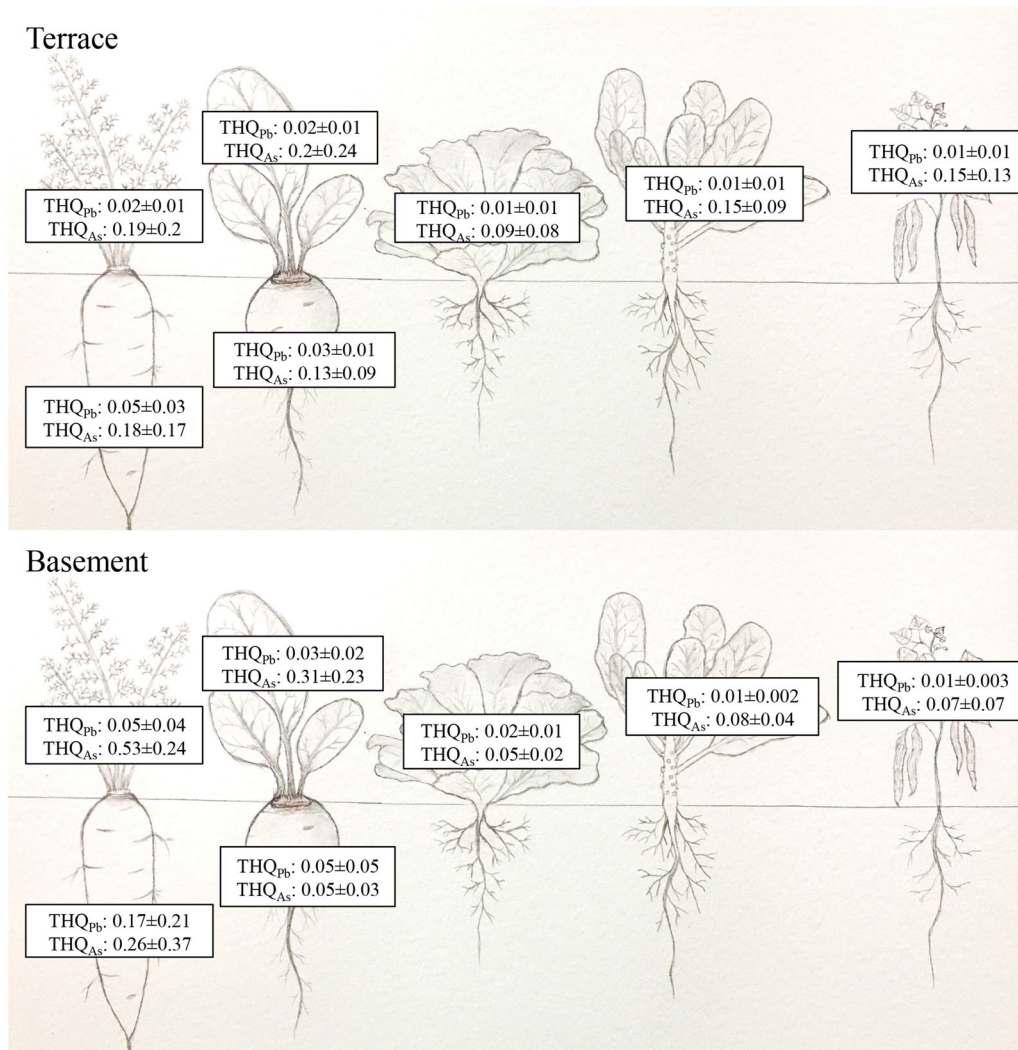 Terrace
THQPb: 0.02±0.01
THQAs: 0.19±0.2
THQPb: 0.02±0.01
THQAs: 0.2±0.24
THQPb: 0.01±0.01
THQAs: 0.09±0.08
THQPb: 0.01±0.01
THQAs: 0.15±0.09
THQPb: 0.01±0.01
THQAs: 0.15±0.13
THQPb: 0.05±0.03
THQAs: 0.18±0.17
THQPb: 0.03±0.01
THQAs: 0.13±0.09
Basement
THQPb: 0.05±0.04
THQAs: 0.53±0.24
THQPb: 0.03±0.02
THQAs: 0.31±0.23
THQPb: 0.02±0.01
THQAs: 0.05±0.02
THQPb: 0.01±0.002
THQAs: 0.08±0.04
THQPb: 0.01±0.003
THQAs: 0.07±0.07
THQPb: 0.17±0.21
THQAs: 0.26±0.37
THQPb: 0.05±0.05
THQAs: 0.05±0.03